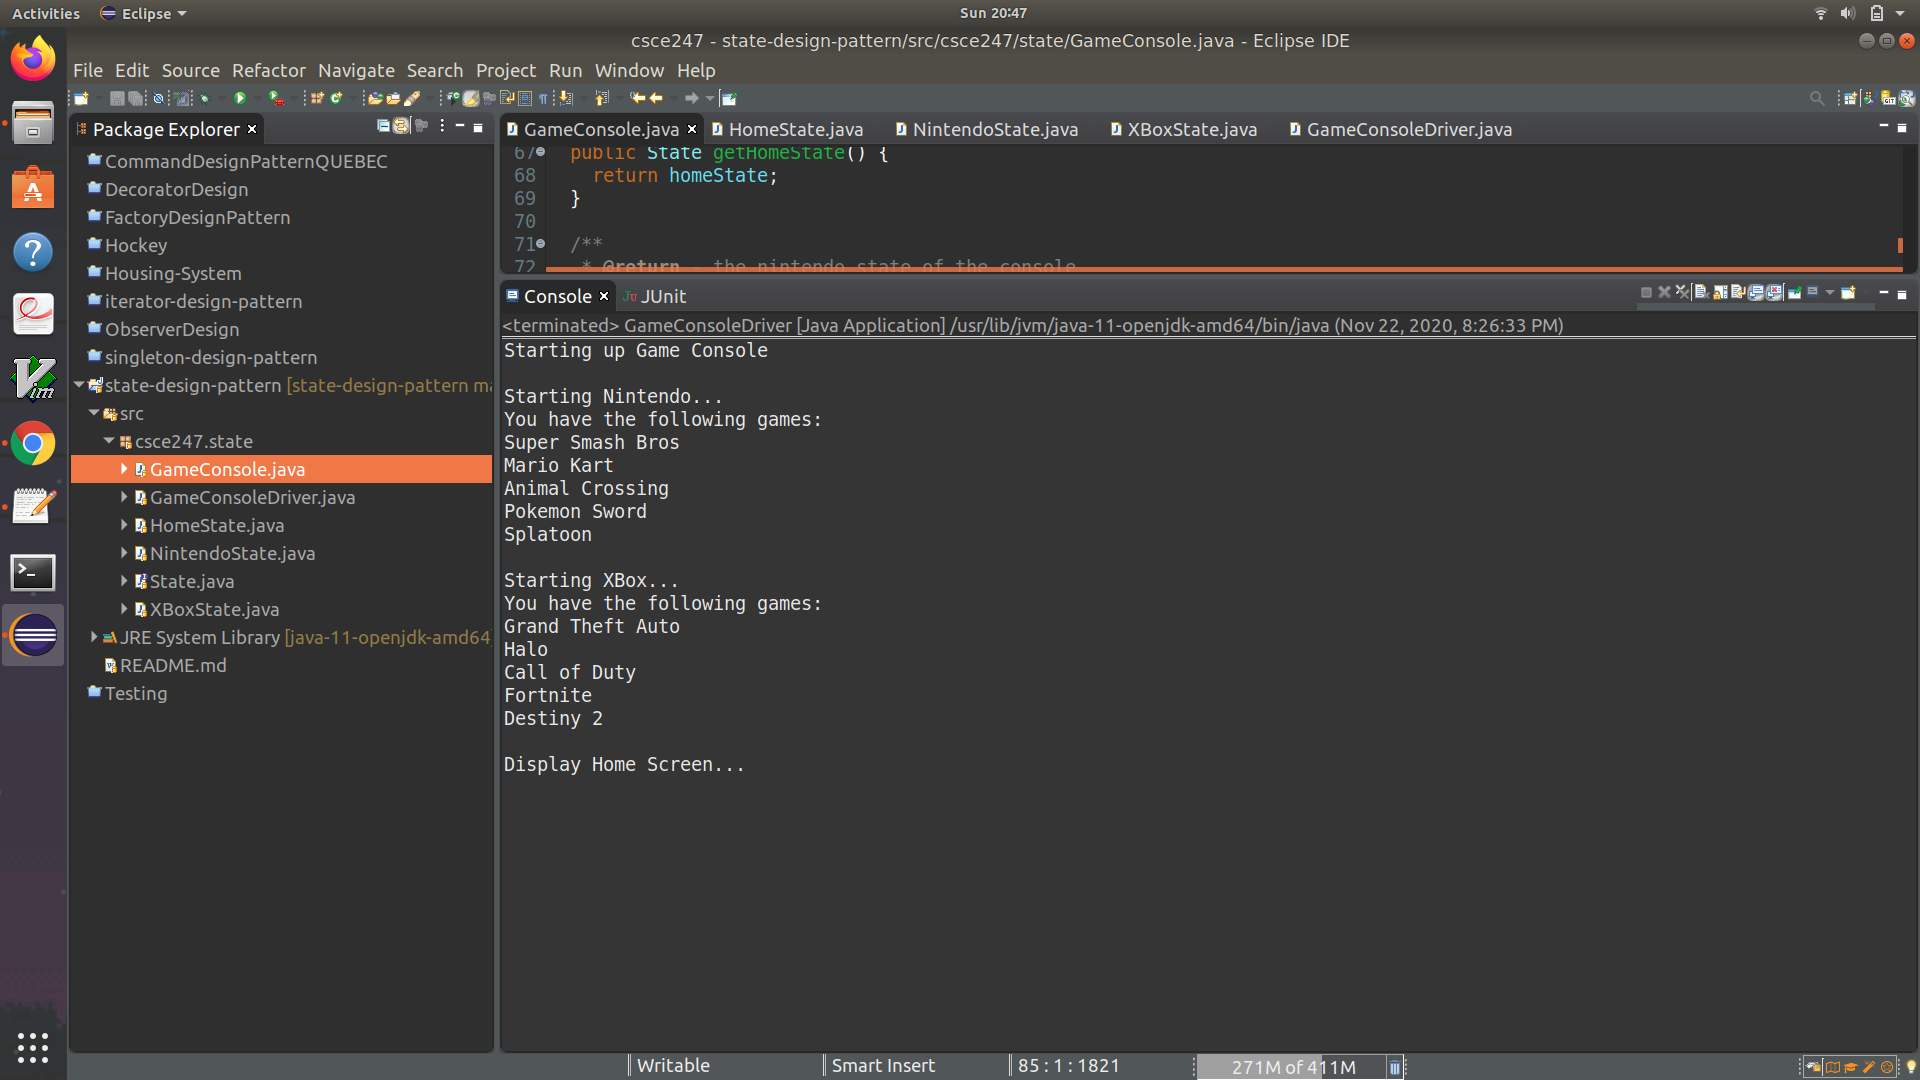 Activities Eclipse Sun 20:47
csce247 - state-design-pattern/src/csce247/state/GameConsole.java - Eclipse IDE
File Edit Source Refactor Navigate Search Project Run Window Help
Package Explorer
CommandDesignPatternQUEBEC
DecoratorDesign
FactoryDesignPattern
Hockey
Housing-System
iterator-design-pattern
ObserverDesign
singleton-design-pattern
state-design-pattern [state-design-pattern ma
src
csce247.state
GameConsole.java
GameConsoleDriver.java
HomeState.java
NintendoState.java
State.java
XBoxState.java
JRE System Library [java-11-openjdk-amd64]
README.md
Testing
GameConsole.java HomeState.java NintendoState.java XBoxState.java GameConsoleDriver.java
67 public State getHomeState() {
68 return homeState;
69 }
70
71 /**
72 * @return - the nintendo state of the console
Console JUnit
<terminated> GameConsoleDriver [Java Application] /usr/lib/jvm/java-11-openjdk-amd64/bin/java (Nov 22, 2020, 8:26:33 PM)
Starting up Game Console
Starting Nintendo...
You have the following games:
Super Smash Bros
Mario Kart
Animal Crossing
Pokemon Sword
Splatoon
Starting XBox...
You have the following games:
Grand Theft Auto
Halo
Call of Duty
Fortnite
Destiny 2
Display Home Screen...
Writable Smart Insert 85 : 1 : 1821 271M of 411M